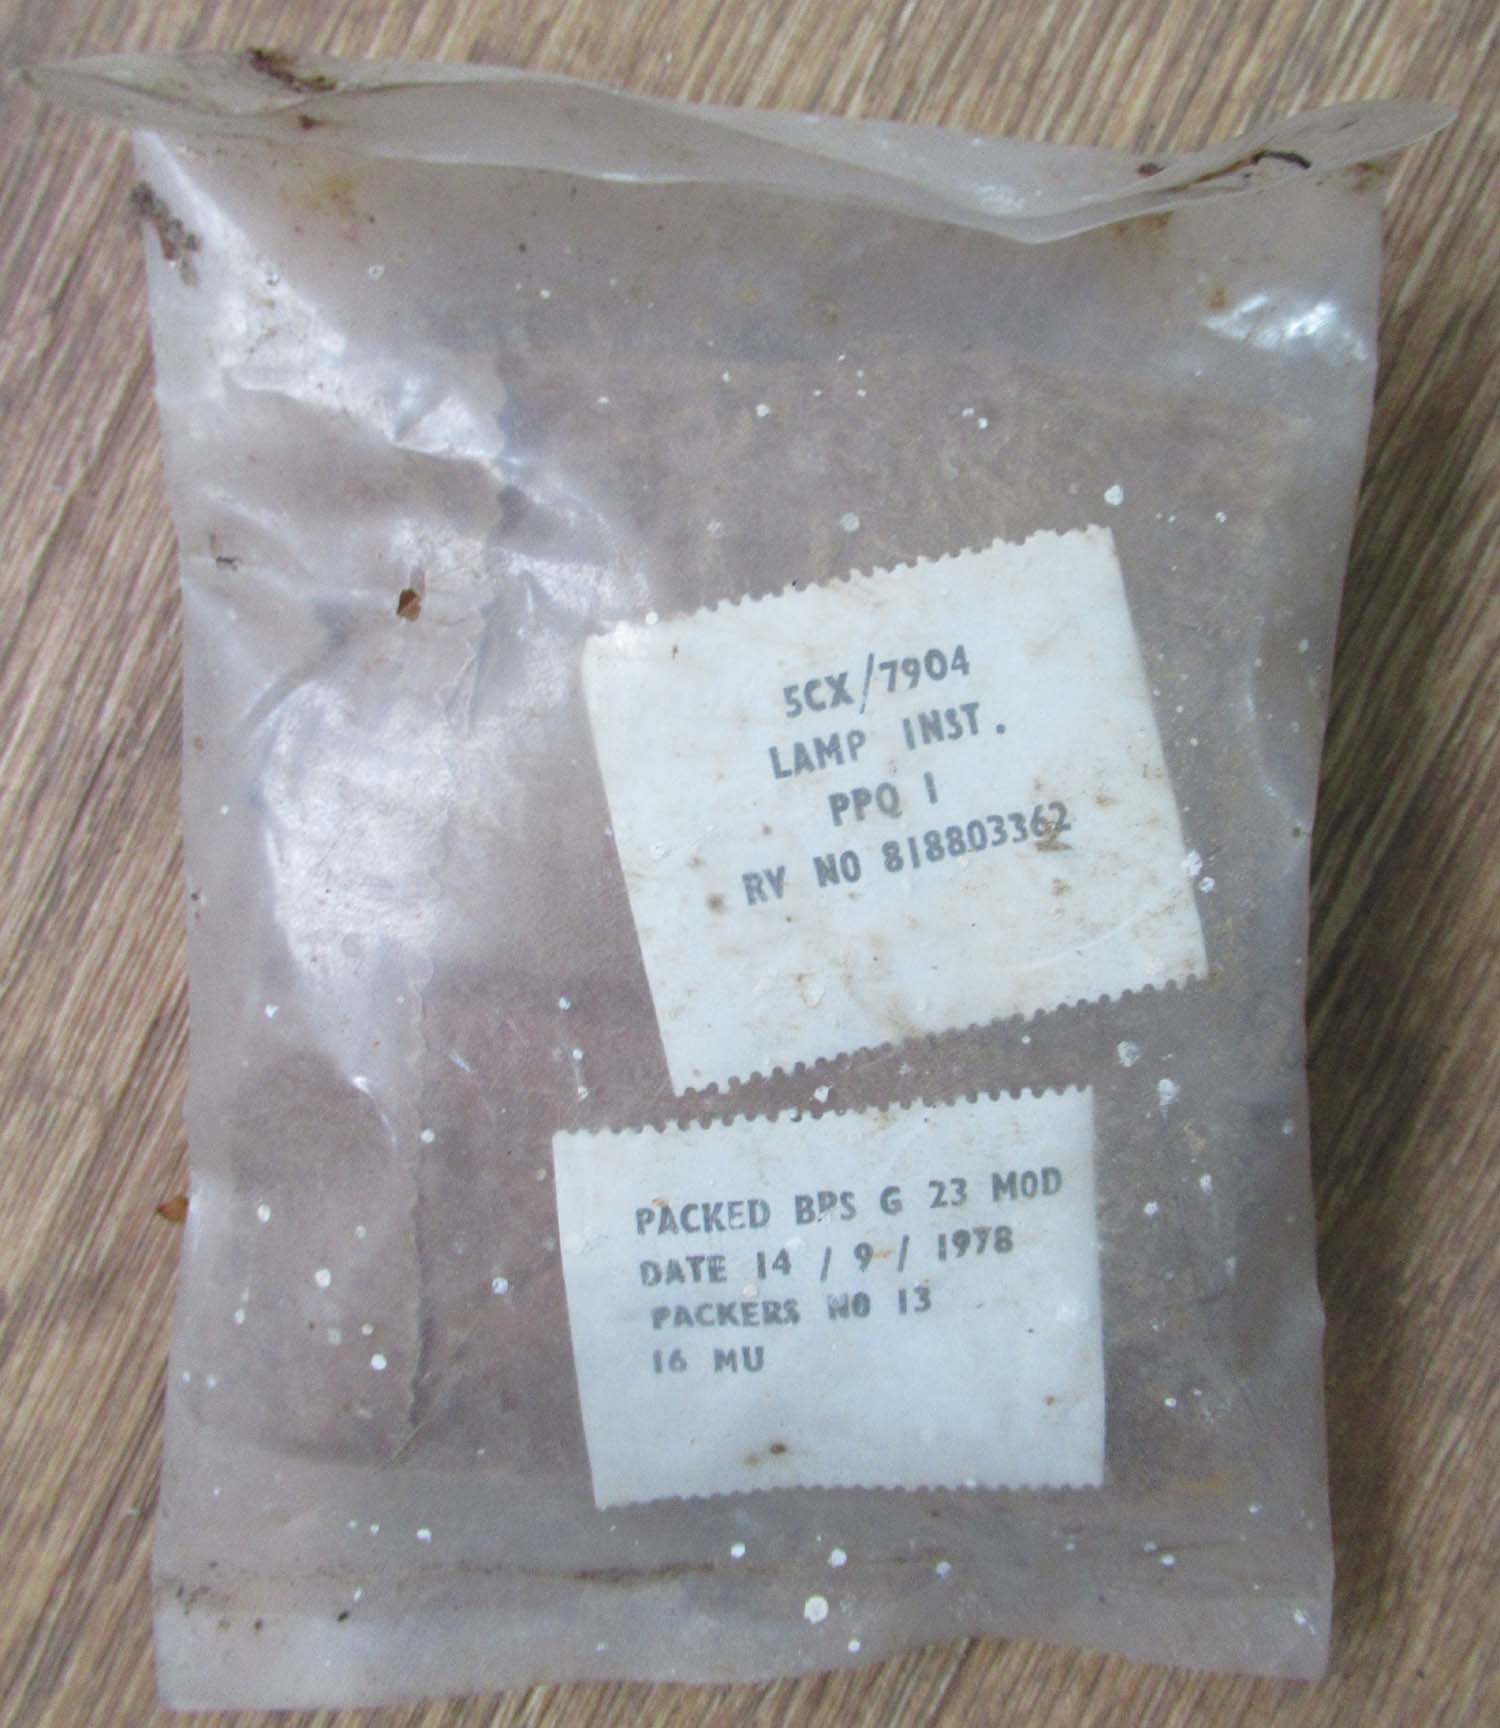 5CX/7904
LAMP INST.
PPQ 1
RV NO 818803362
PACKED BPS G 23 MOD
DATE 14 / 9 / 1978
PACKERS NO 13
16 MU